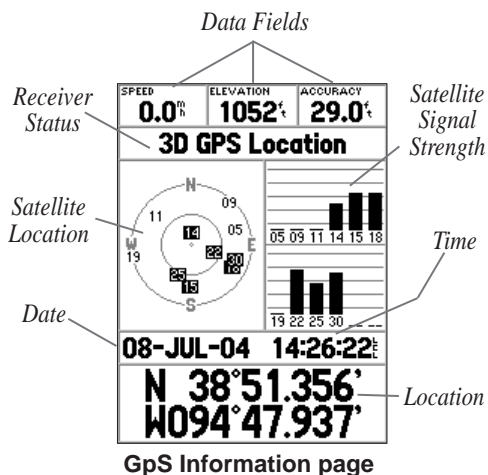 Data Fields
Receiver Status
Satellite Signal Strength
SPEED ELEVATION ACCURACY
0.0 m h 1052 f t 29.0 f t
3D GPS Location
Satellite Location
N
09
11
05
14
W E
19
22
30
18
25
15
S
05 09 11 14 15 18
19 22 25 30 __ __
Time
Date
08-JUL-04 14:26:22
N 38°51.356'
W094°47.937'
Location
GpS Information page